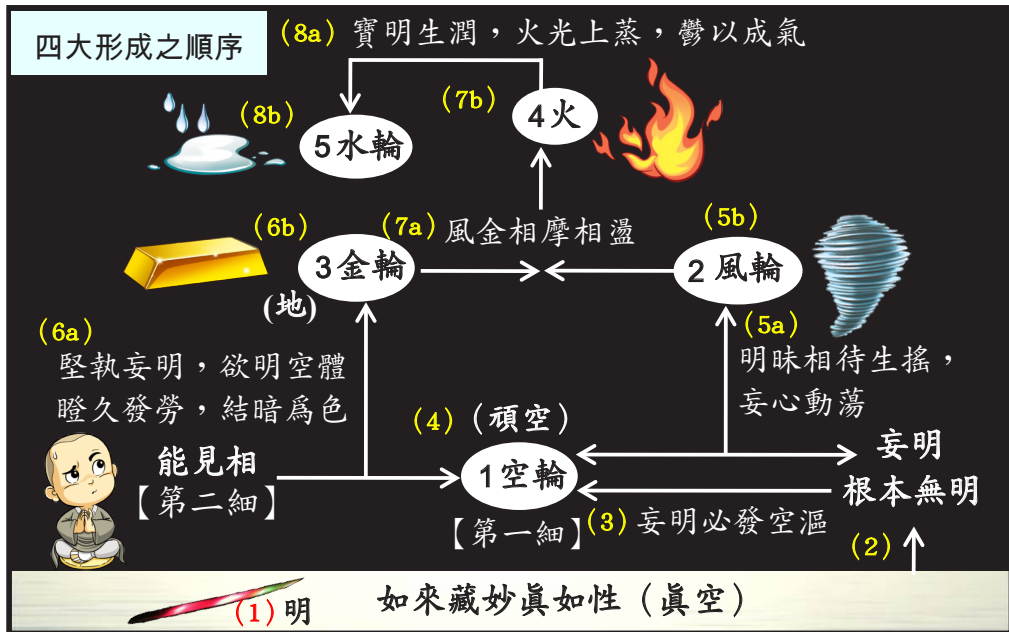 四大形成之順序
(8a) 寶明生潤，火光上蒸，鬱以成氣
(8b)
5水輪
(7b)
4火
(6b)
3金輪
(地)
(7a) 風金相摩相盪
(5b)
2風輪
(6a)
堅執妄明，欲明空體
瞪久發勞，結暗爲色
(5a)
明昧相待生搖，
妄心動蕩
(4) (頑空)
1空輪
【第一細】
能見相
【第二細】
妄明
根本無明
(3) 妄明必發空漚
(2)
(1) 明
如來藏妙眞如性（眞空）